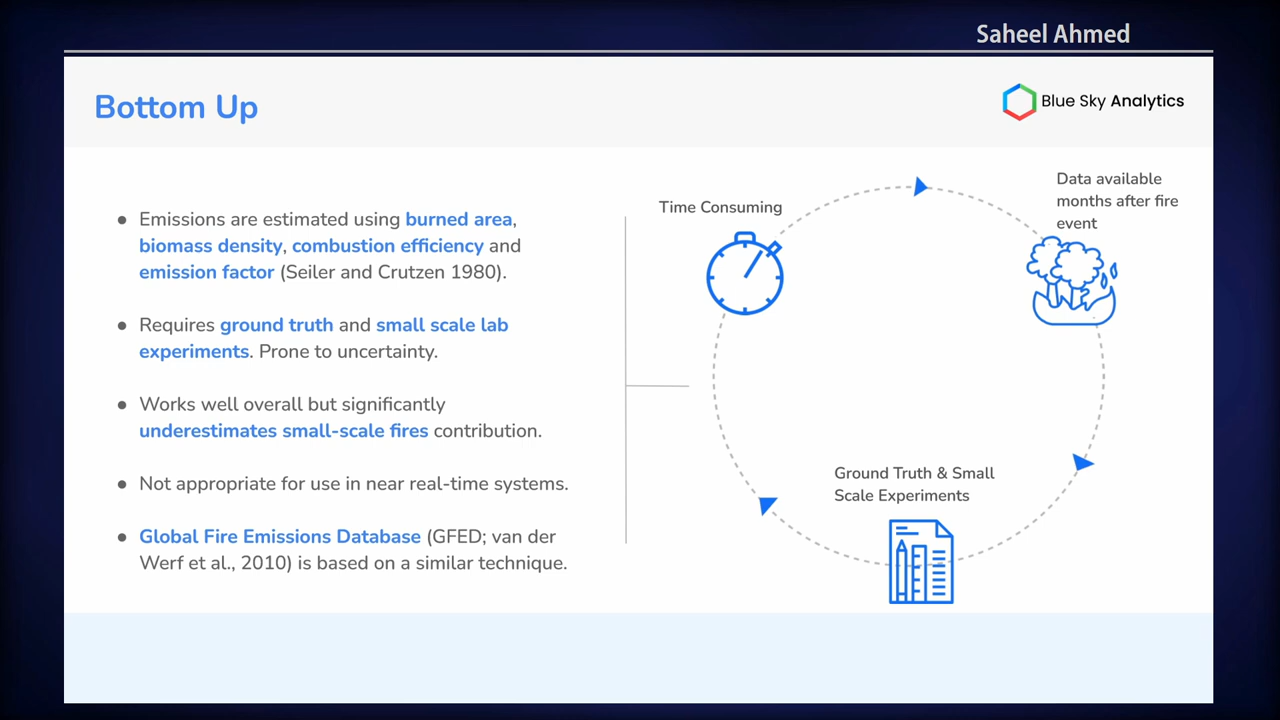 Saheel Ahmed
Bottom Up
Blue Sky Analytics
● Emissions are estimated using burned area,
biomass density, combustion efficiency and
emission factor (Seiler and Crutzen 1980).
● Requires ground truth and small scale lab
experiments. Prone to uncertainty.
● Works well overall but significantly
underestimates small-scale fires contribution.
● Not appropriate for use in near real-time systems.
● Global Fire Emissions Database (GFED; van der
Werf et al., 2010) is based on a similar technique.
Time Consuming
Data available
months after fire
event
Ground Truth & Small
Scale Experiments